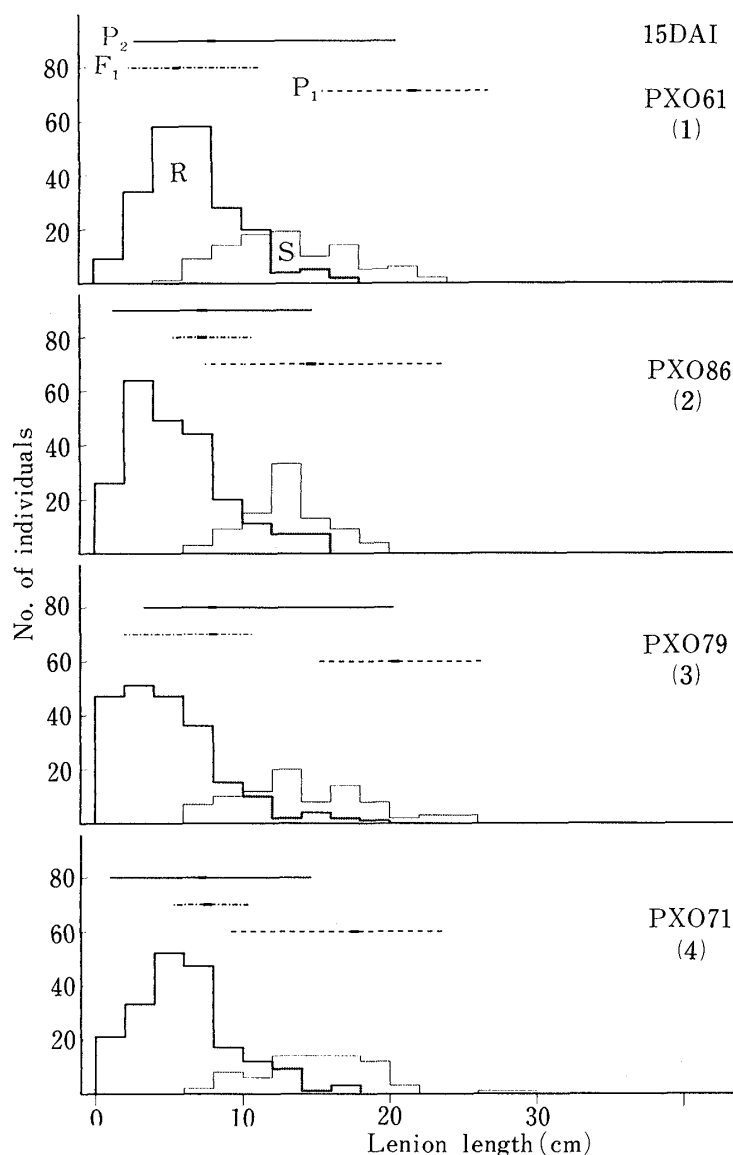 15DAI
P₂
F₁
P₁
PXO61
(1)
R
S
80
60
40
20
PXO86
(2)
80
60
40
20
No. of individuals
PXO79
(3)
80
60
40
20
PXO71
(4)
80
60
40
20
0 10 20 30
Lenion length(cm)